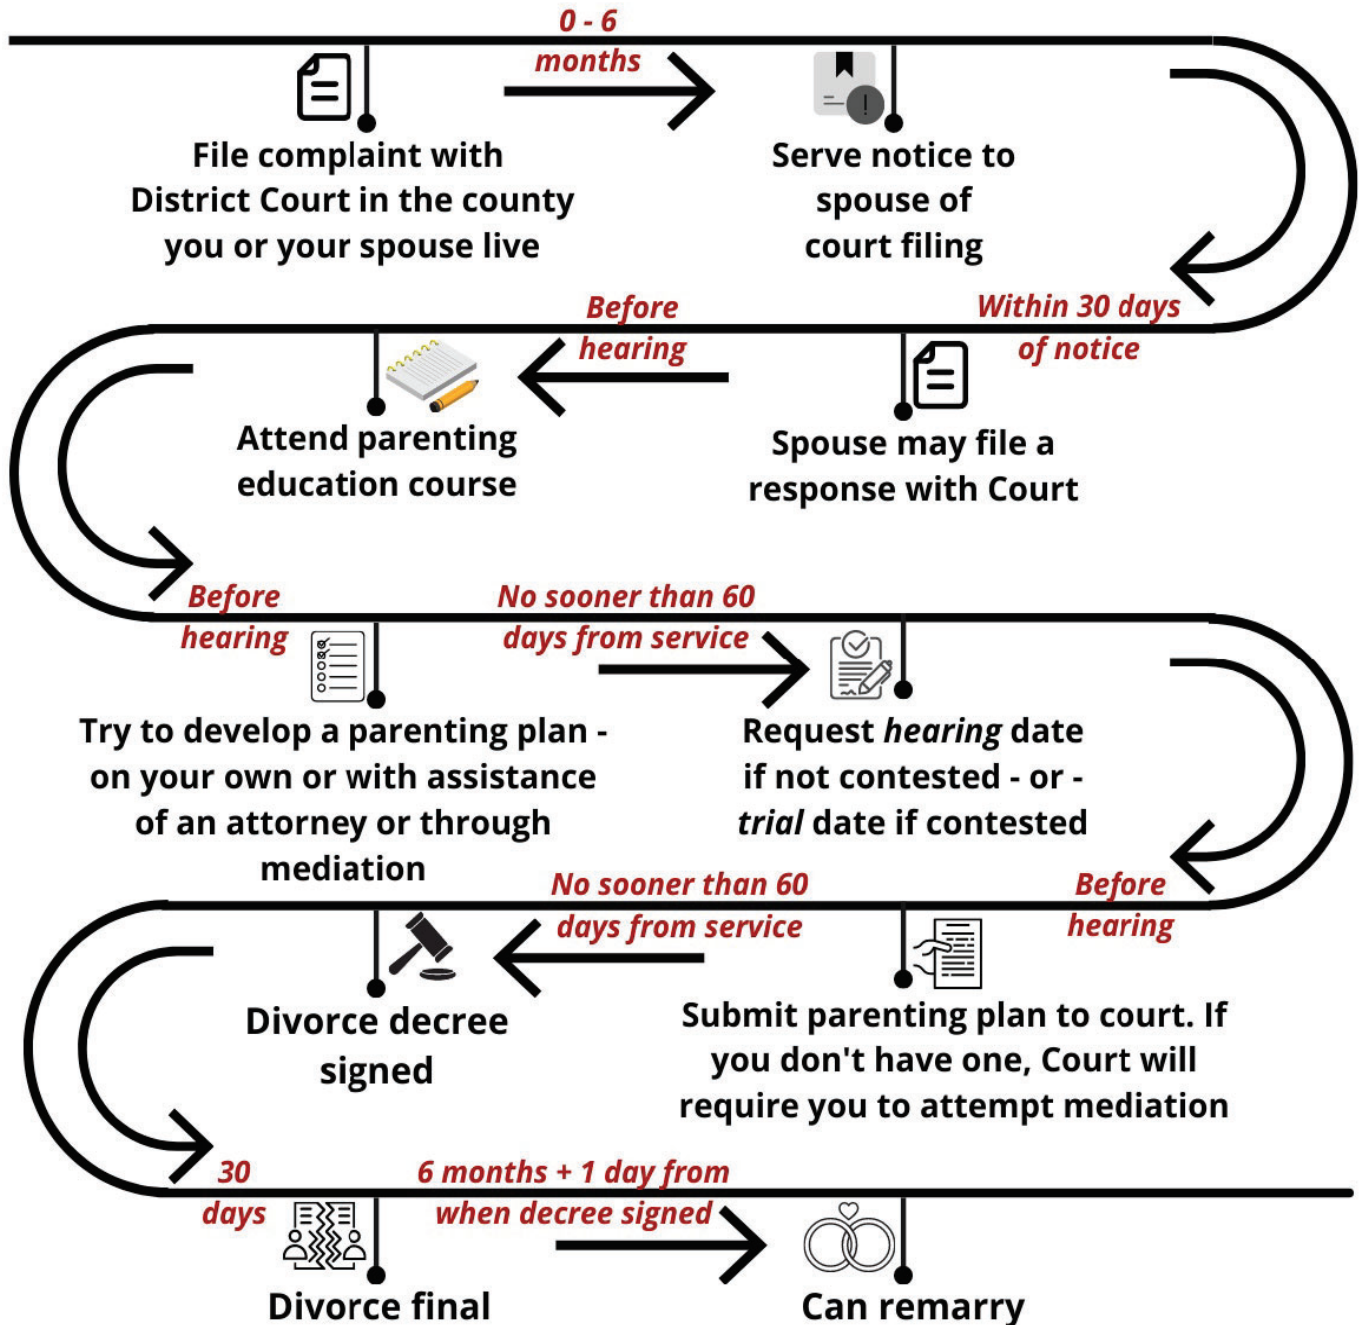 0 - 6
months
File complaint with
District Court in the county
you or your spouse live
Serve notice to
spouse of
court filing
Within 30 days
of notice
Spouse may file a
response with Court
Before
hearing
Attend parenting
education course
Before
hearing
Try to develop a parenting plan -
on your own or with assistance
of an attorney or through
mediation
No sooner than 60
days from service
Request hearing date
if not contested - or -
trial date if contested
Before
hearing
Submit parenting plan to court. If
you don't have one, Court will
require you to attempt mediation
No sooner than 60
days from service
Divorce decree
signed
30
days
Divorce final
6 months + 1 day from
when decree signed
Can remarry